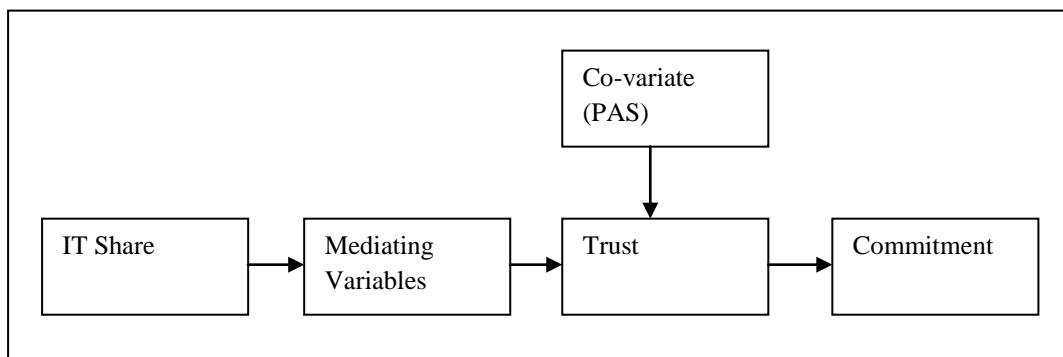 Co-variate
(PAS)
IT Share
Mediating
Variables
Trust
Commitment